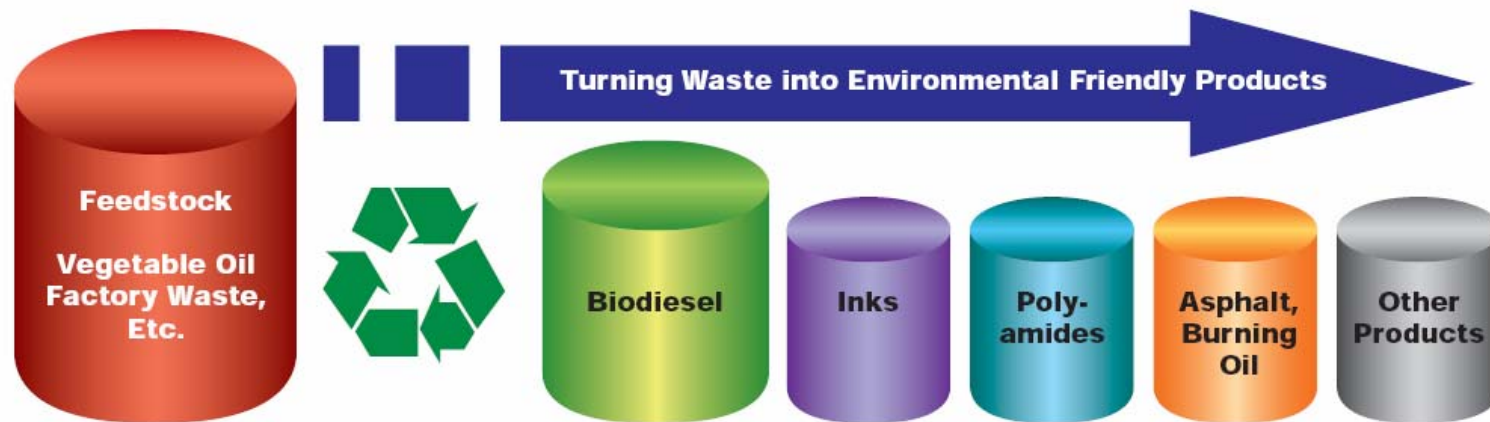 Turning Waste into Environmental Friendly Products
Feedstock
Vegetable Oil
Factory Waste,
Etc.
Biodiesel
Inks
Poly-
amides
Asphalt,
Burning
Oil
Other
Products